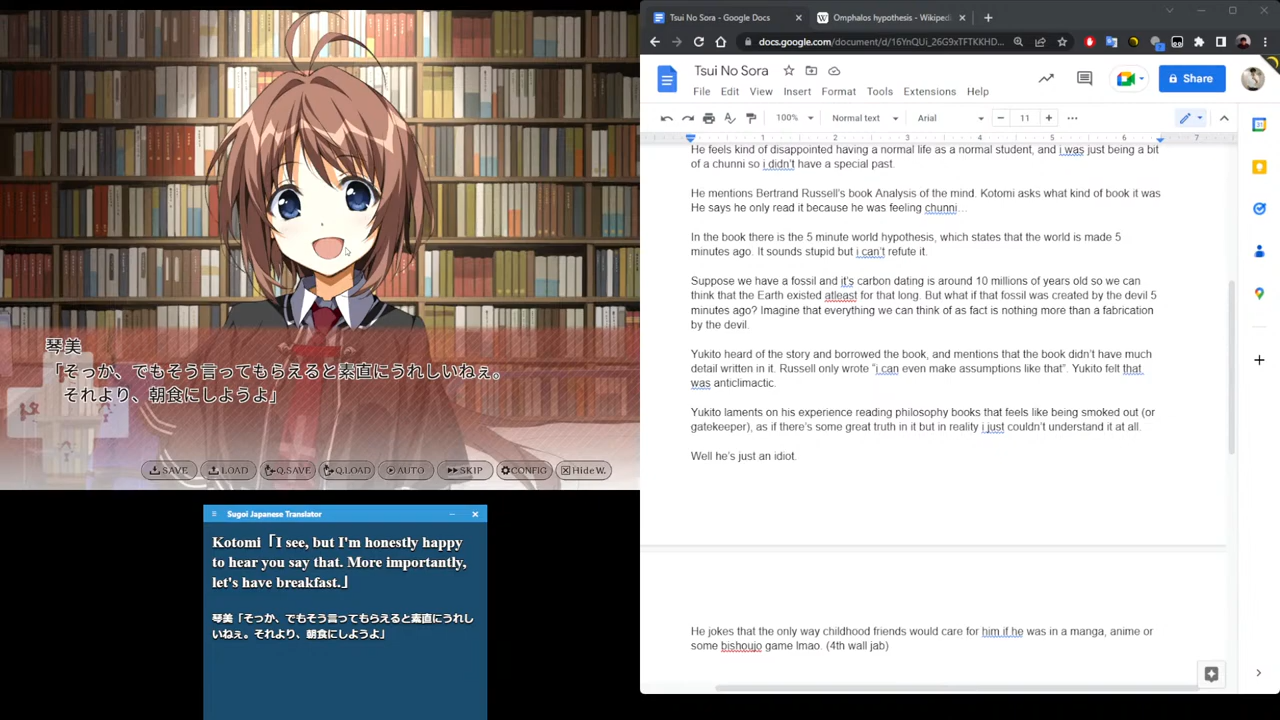 琴美
「そっか、でもそう言ってもらえると素直にうれしいねぇ。
それより、朝食にしようよ」
SAVE
LOAD
Q.SAVE
Q.LOAD
AUTO
SKIP
CONFIG
Hide W.
Sugoi Japanese Translator
Kotomi「I see, but I'm honestly happy
to hear you say that. More importantly,
let's have breakfast.」
琴美「そっか、でもそう言ってもらえると素直にうれし
いねぇ。それより、朝食にしようよ」
Tsui No Sora - Google Docs
Omphalos hypothesis - Wikiped
docs.google.com/document/d/16YnQUi_26G9xTFTKKHD...
Tsui No Sora
File Edit View Insert Format Tools Extensions Help
Share
100% Normal text Arial 11
1 2 3 4 5 6 7
He feels kind of disappointed having a normal life as a normal student, and i was just being a bit
of a chunni so i didn't have a special past.
He mentions Bertrand Russell's book Analysis of the mind. Kotomi asks what kind of book it was
He says he only read it because he was feeling chunni…
In the book there is the 5 minute world hypothesis, which states that the world is made 5
minutes ago. It sounds stupid but i can't refute it.
Suppose we have a fossil and it's carbon dating is around 10 millions of years old so we can
think that the Earth existed atleast for that long. But what if that fossil was created by the devil 5
minutes ago? Imagine that everything we can think of as fact is nothing more than a fabrication
by the devil.
Yukito heard of the story and borrowed the book, and mentions that the book didn't have much
detail written in it. Russell only wrote "i can even make assumptions like that". Yukito felt that
was anticlimactic.
Yukito laments on his experience reading philosophy books that feels like being smoked out (or
gatekeeper), as if there's some great truth in it but in reality i just couldn't understand it at all.
Well he's just an idiot.
He jokes that the only way childhood friends would care for him if he was in a manga, anime or
some bishoujo game lmao. (4th wall jab)